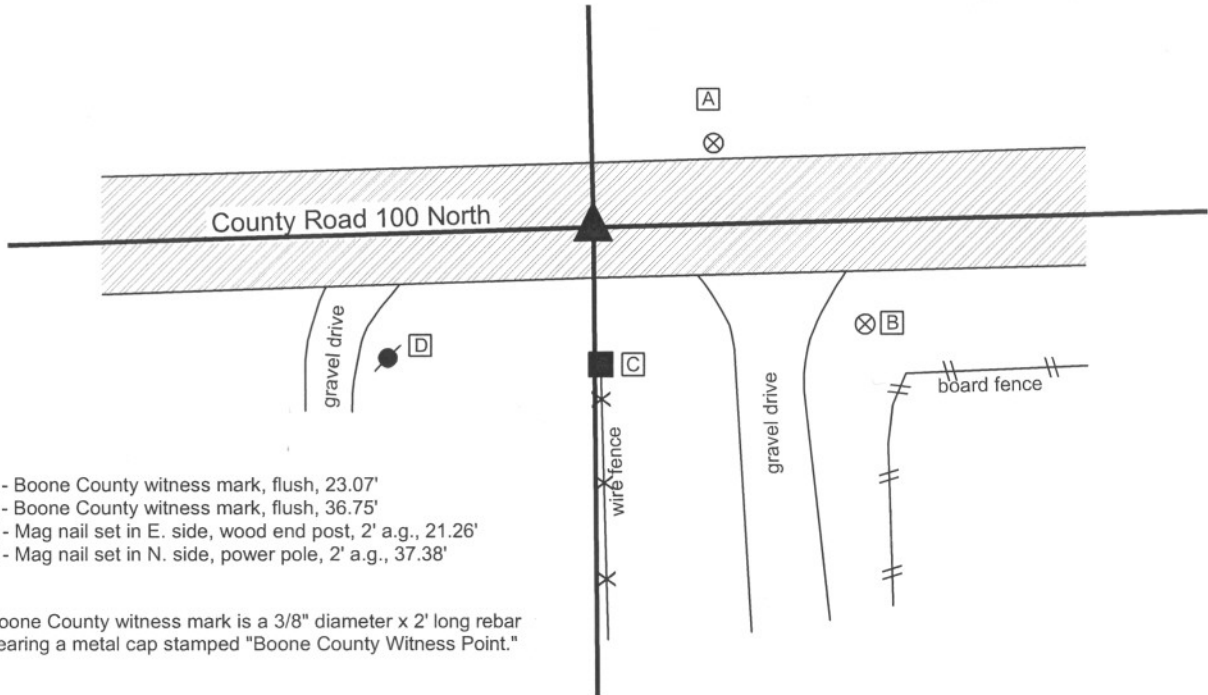 A
County Road 100 North
B
D
C
gravel drive
board fence
gravel drive
wire fence
- Boone County witness mark, flush, 23.07'
- Boone County witness mark, flush, 36.75'
- Mag nail set in E. side, wood end post, 2' a.g., 21.26'
- Mag nail set in N. side, power pole, 2' a.g., 37.38'
oone County witness mark is a 3/8" diameter x 2' long rebar
earing a metal cap stamped "Boone County Witness Point."